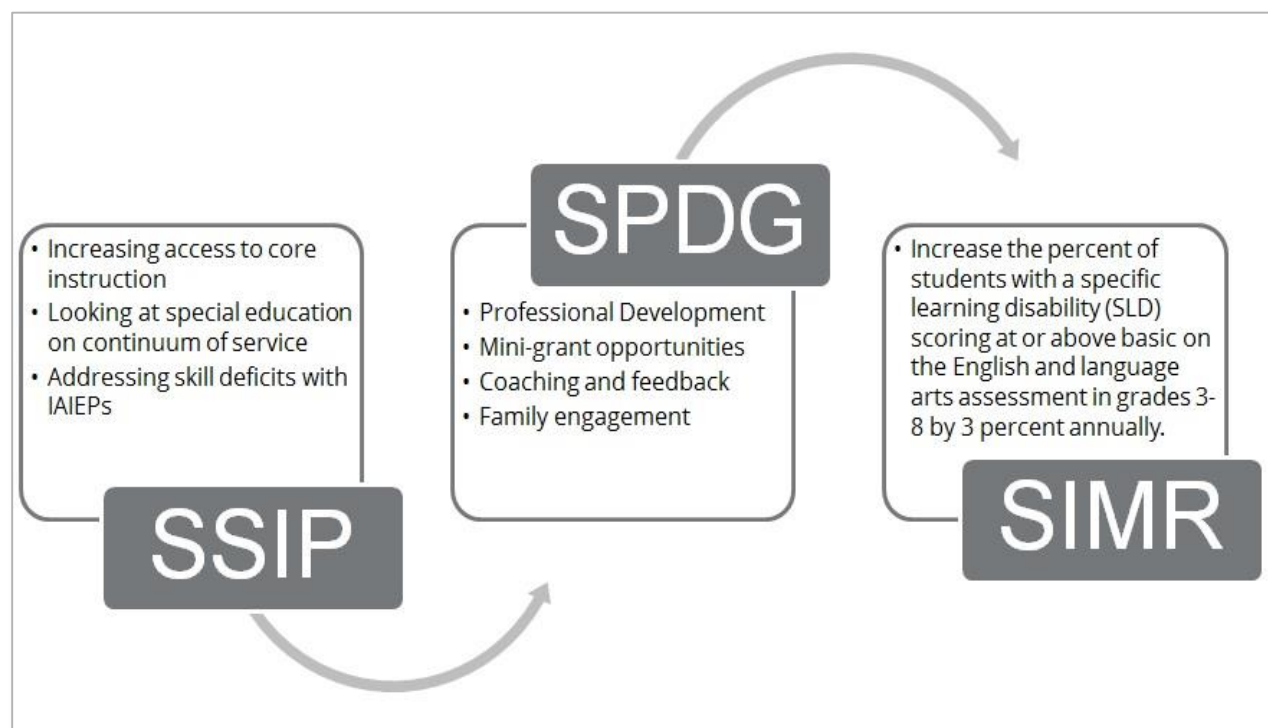 • Increasing access to core
instruction
• Looking at special education
on continuum of service
• Addressing skill deficits with
IAIEPs
SSIP
SPDG
• Professional Development
• Mini-grant opportunities
• Coaching and feedback
• Family engagement
• Increase the percent of
students with a specific
learning disability (SLD)
scoring at or above basic on
the English and language
arts assessment in grades 3-
8 by 3 percent annually.
SIMR